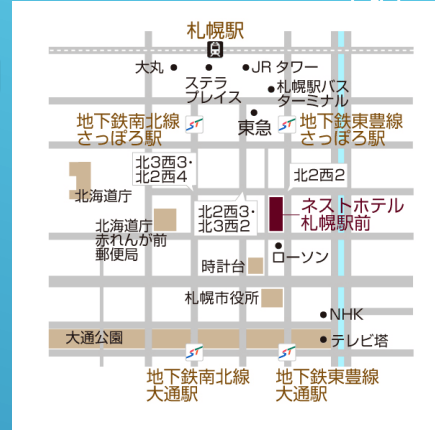 札幌駅
大丸
ステラ
プレイス
JR タワー
札幌駅バス
ターミナル
東急
地下鉄南北線
さっぽろ駅
地下鉄東豊線
さっぽろ駅
北3西3・
北2西4
北2西2
北海道庁
北2西3・
北3西2
ネストホテル
札幌駅前
北海道庁
赤れんが前
郵便局
ローソン
時計台
札幌市役所
NHK
大通公園
テレビ塔
地下鉄南北線
大通駅
地下鉄東豊線
大通駅